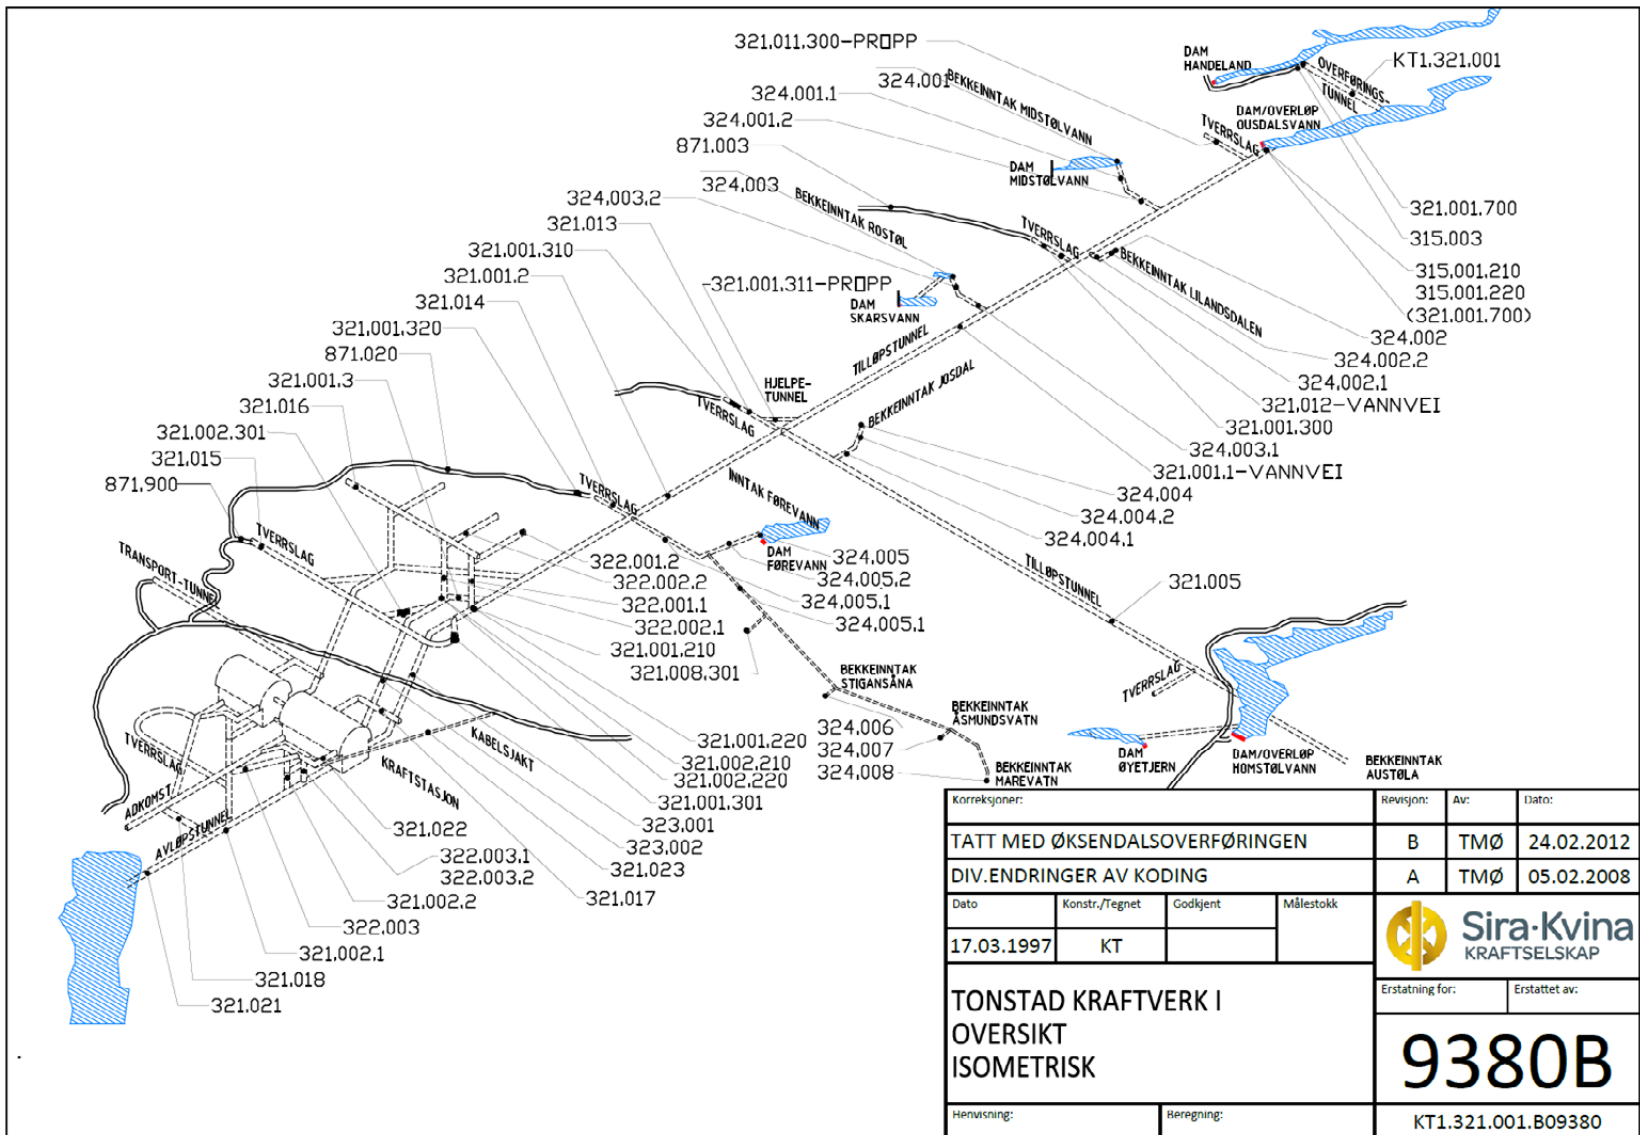 321.011.300-PR▯PP
324.001
BEKKEINNTAK MIDSTØLVANN
324.001.1
324.001.2
871.003
DAM
HANDELAND
OVERFØRINGS-
TUNNEL
KT1.321.001
DAM/OVERLØP
OUSDALSVANN
TVERRSLAG
DAM
MIDSTØLVANN
324.003
324.003.2
BEKKEINNTAK ROSTØL
321.013
321.001.310
321.001.2
321.014
321.001.320
871.020
321.001.3
321.016
321.002.301
321.015
871.900
-321.001.311-PR▯PP
DAM
SKARSVANN
TVERRSLAG
BEKKEINNTAK LILANDSDALEN
321.001.700
315.003
315.001.210
315.001.220
(321.001.700)
324.002
324.002.2
324.002.1
321.012-VANNVEI
321.001.300
324.003.1
321.001.1-VANNVEI
324.004
324.004.2
324.004.1
TILLØPSTUNNEL
HJELPE-
TUNNEL
TVERRSLAG
BEKKEINNTAK JOSDAL
INNTAK FØREVANN
TVERRSLAG
DAM
FØREVANN
324.005
324.005.2
324.005.1
324.005.1
TILLØPSTUNNEL
321.005
TVERRSLAG
TRANSPORT-TUNNEL
322.001.2
322.002.2
322.001.1
322.002.1
321.001.210
321.008.301
BEKKEINNTAK
STIGANSÅNA
324.006
324.007
324.008
BEKKEINNTAK
ÅSMUNDSVATN
BEKKEINNTAK
MAREVATN
TVERRSLAG
DAM
ØYETJERN
DAM/OVERLØP
HOMSTØLVANN
BEKKEINNTAK
AUSTØLA
321.001.220
321.002.210
321.002.220
321.001.301
323.001
323.002
321.023
321.017
KABELSJAKT
KRAFTSTASJON
TVERRSLAG
ADKOMST
AVLØPSTUNNEL
321.022
322.003.1
322.003.2
321.002.2
322.003
321.002.1
321.018
321.021
Korreksjoner: Revisjon: Av: Dato:
TATT MED ØKSENDALSOVERFØRINGEN B TMØ 24.02.2012
DIV.ENDRINGER AV KODING A TMØ 05.02.2008
Dato Konstr./Tegnet Godkjent Målestokk
17.03.1997 KT
Sira-Kvina
KRAFTSELSKAP
Erstatning for: Erstattet av:
TONSTAD KRAFTVERK I
OVERSIKT
ISOMETRISK
9380B
Henvisning: Beregning:
KT1.321.001.B09380